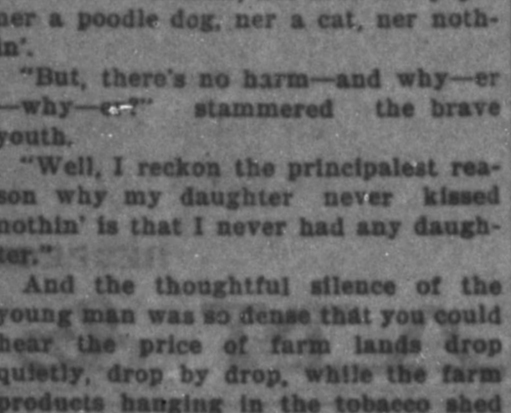 ner a poodle dog, ner a cat, ner noth-
in'.
"But, there's no harm—and why—er
—why—er?" stammered the brave
youth.
"Well, I reckon the principalest rea-
son why my daughter never kissed
nothin' is that I never had any daugh-
ter."
And the thoughtful silence of the
young man was so dense that you could
hear the price of farm lands drop
quietly, drop by drop, while the farm
products hanging in the tobacco shed